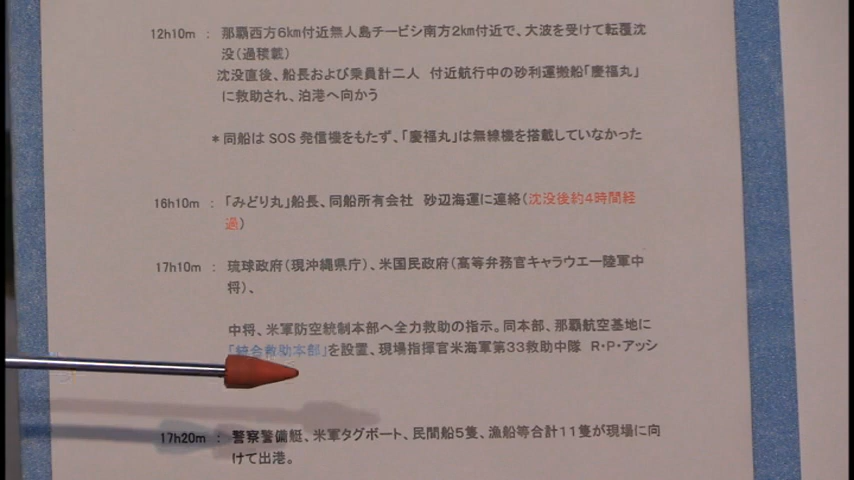 12h10m : 那覇西方6km付近無人島チービシ南方2km付近で、大波を受けて転覆沈
没(過積載)
沈没直後、船長および乗員計二人 付近航行中の砂利運搬船「慶福丸」
に救助され、泊港へ向かう
*同船はSOS発信機をもたず、「慶福丸」は無線機を搭載していなかった
16h10m : 「みどり丸」船長、同船所有会社 砂辺海運に連絡(沈没後約4時間経
過)
17h10m : 琉球政府(現沖縄県庁)、米国民政府(高等弁務官キャラウエー陸軍中
将)、
中将、米軍防空統制本部へ全力救助の指示。同本部、那覇航空基地に
「統合救助本部」を設置、現場指揮官米海軍第33救助中隊 R・P・アッシ
17h20m : 警察警備艇、米軍タグボート、民間船5隻、漁船等合計11隻が現場に向
けて出港。